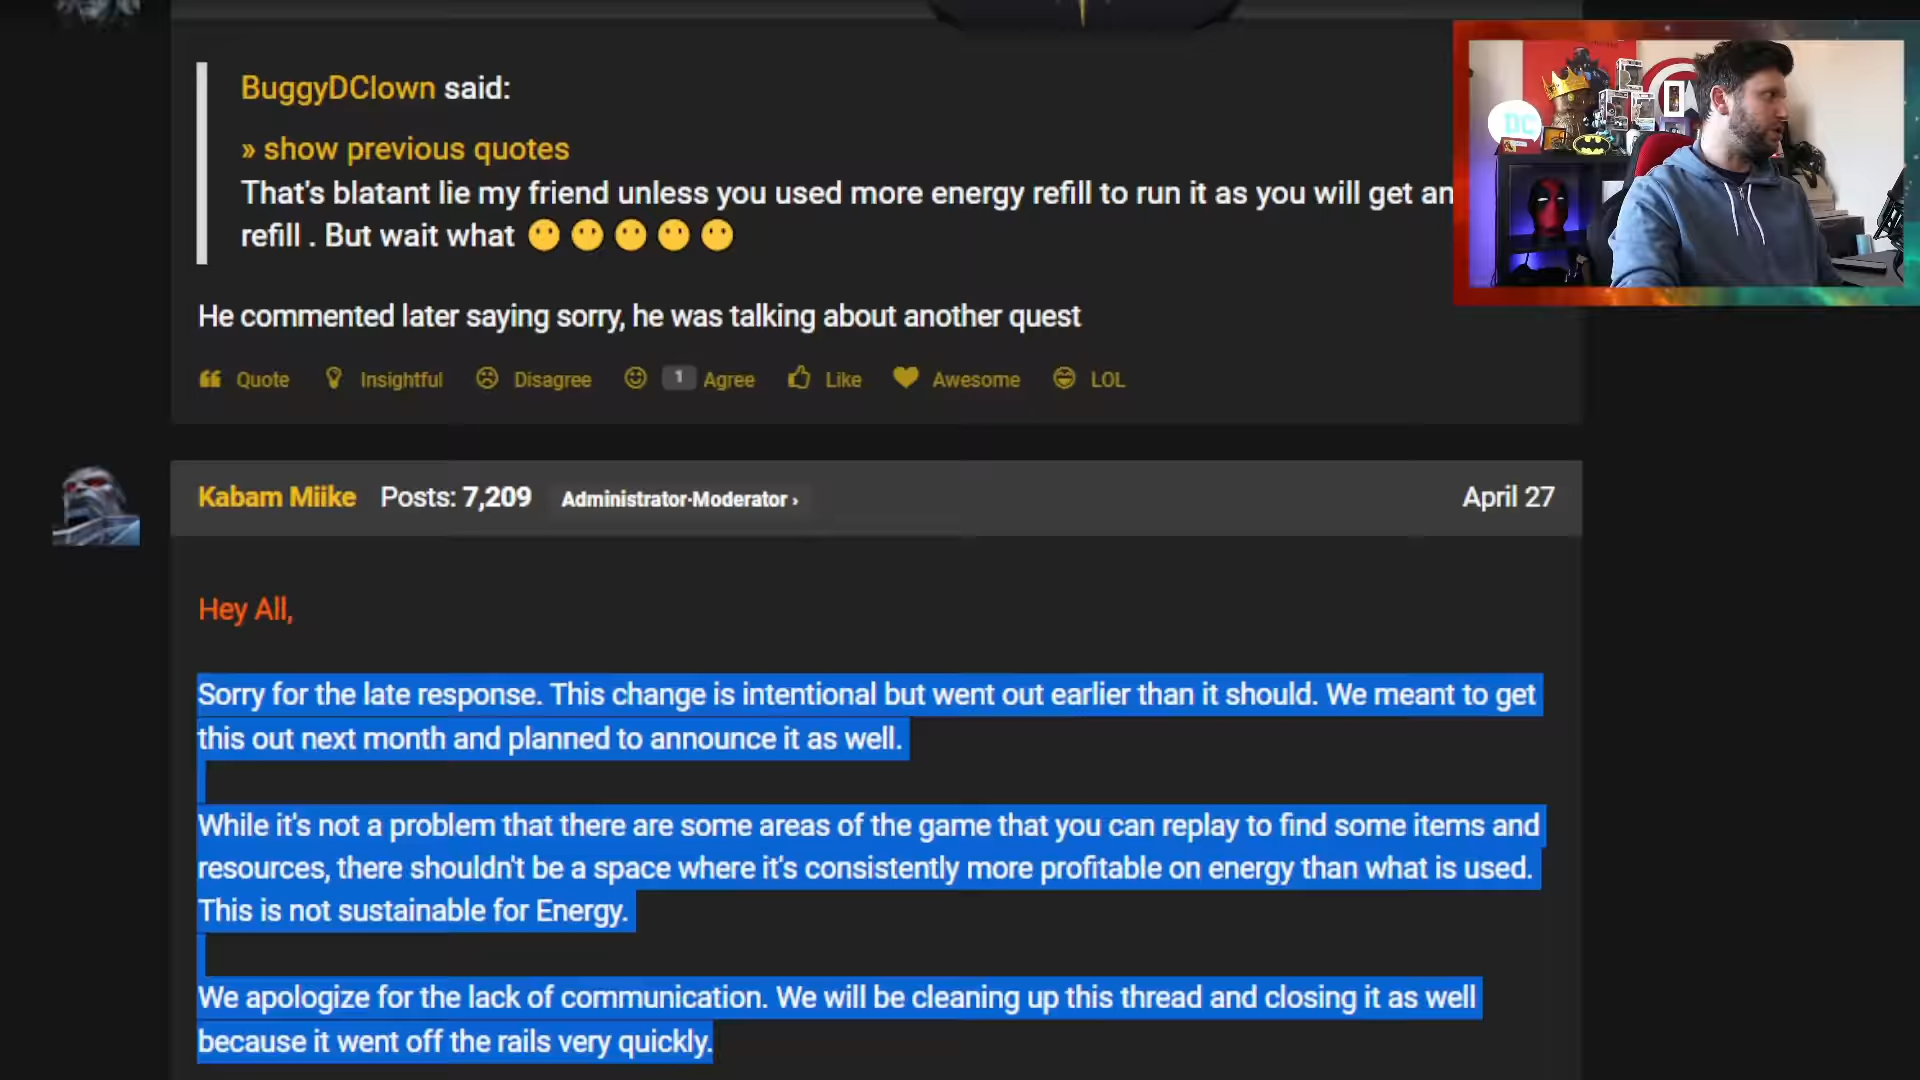 BuggyDClown said:
» show previous quotes
That's blatant lie my friend unless you used more energy refill to run it as you will get an
refill . But wait what 😶 😶 😶 😶 😶
He commented later saying sorry, he was talking about another quest
Quote Insightful Disagree 1 Agree Like Awesome LOL
Kabam Miike Posts: 7,209 Administrator·Moderator › April 27
Hey All,
Sorry for the late response. This change is intentional but went out earlier than it should. We meant to get
this out next month and planned to announce it as well.
While it's not a problem that there are some areas of the game that you can replay to find some items and
resources, there shouldn't be a space where it's consistently more profitable on energy than what is used.
This is not sustainable for Energy.
We apologize for the lack of communication. We will be cleaning up this thread and closing it as well
because it went off the rails very quickly.
DC